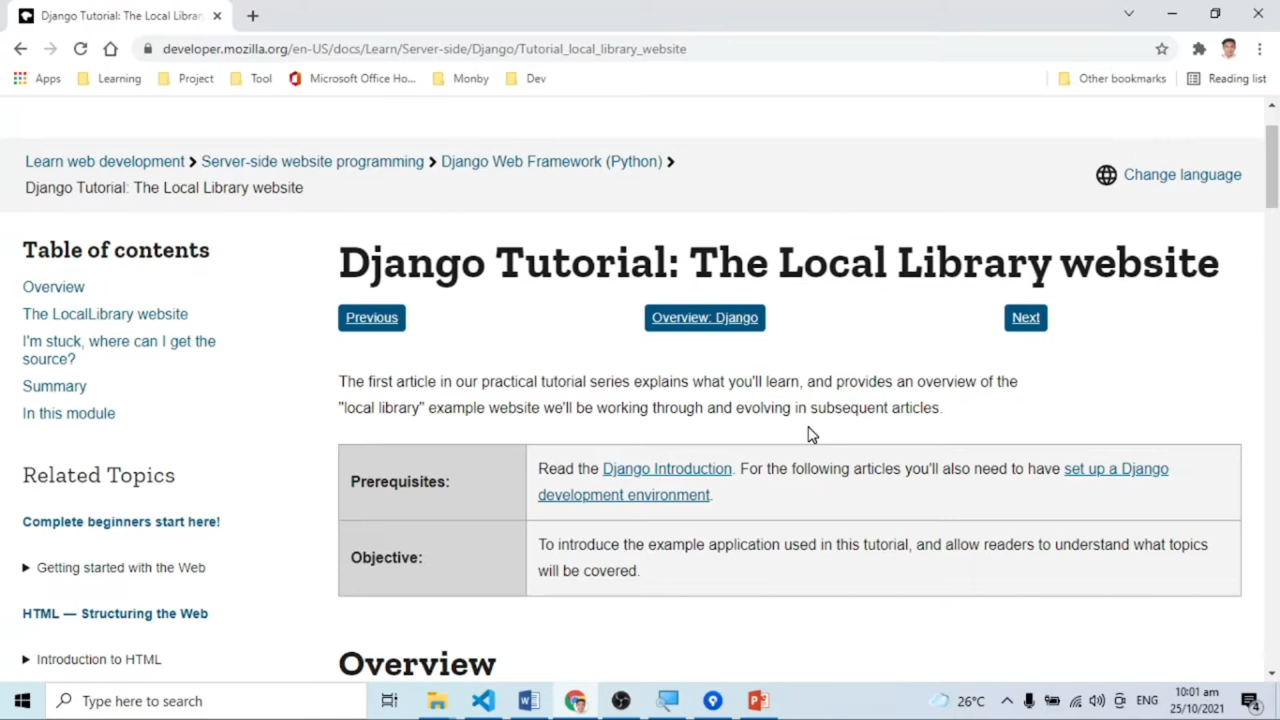 Django Tutorial: The Local Librar
developer.mozilla.org/en-US/docs/Learn/Server-side/Django/Tutorial_local_library_website
Apps Learning Project Tool Microsoft Office Ho... Monby Dev Other bookmarks Reading list
Learn web development Server-side website programming Django Web Framework (Python)
Django Tutorial: The Local Library website
Change language
Table of contents
Overview
The LocalLibrary website
I'm stuck, where can I get the
source?
Summary
In this module
Related Topics
Complete beginners start here!
Getting started with the Web
HTML — Structuring the Web
Introduction to HTML
Django Tutorial: The Local Library website
Previous Overview: Django Next
The first article in our practical tutorial series explains what you'll learn, and provides an overview of the
"local library" example website we'll be working through and evolving in subsequent articles.
Prerequisites:
Read the Django Introduction. For the following articles you'll also need to have set up a Django
development environment.
Objective:
To introduce the example application used in this tutorial, and allow readers to understand what topics
will be covered.
Overview
Type here to search
26°C
ENG
10:01 am
25/10/2021
4